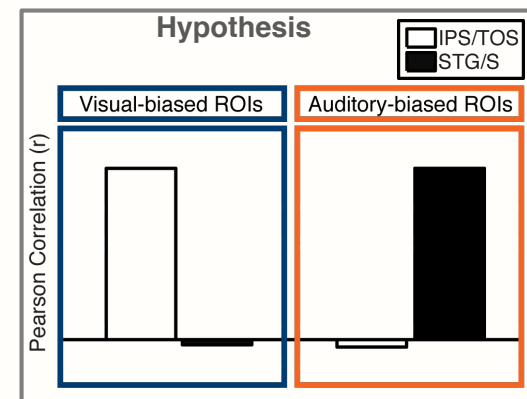 Hypothesis
IPS/TOS
STG/S
Visual-biased ROIs
Auditory-biased ROIs
Pearson Correlation (r)